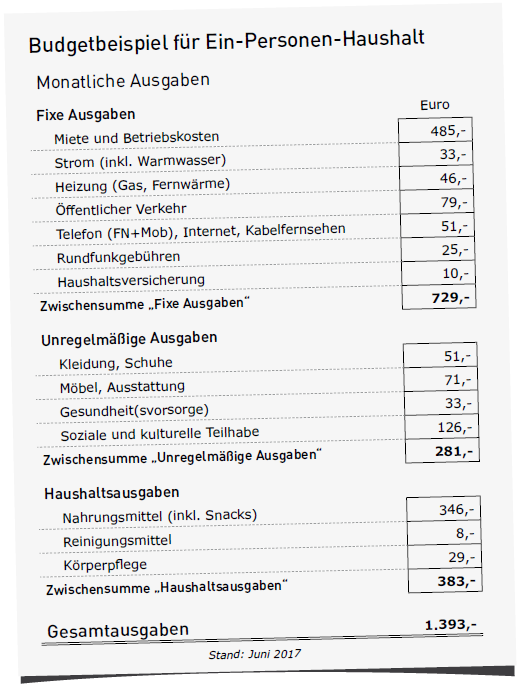 Budgetbeispiel für Ein-Personen-Haushalt
Monatliche Ausgaben
Fixe Ausgaben Euro
Miete und Betriebskosten 485,-
Strom (inkl. Warmwasser) 33,-
Heizung (Gas, Fernwärme) 46,-
Öffentlicher Verkehr 79,-
Telefon (FN+Mob), Internet, Kabelfernsehen 51,-
Rundfunkgebühren 25,-
Haushaltsversicherung 10,-
Zwischensumme „Fixe Ausgaben“ 729,-
Unregelmäßige Ausgaben
Kleidung, Schuhe 51,-
Möbel, Ausstattung 71,-
Gesundheit(svorsorge) 33,-
Soziale und kulturelle Teilhabe 126,-
Zwischensumme „Unregelmäßige Ausgaben“ 281,-
Haushaltsausgaben
Nahrungsmittel (inkl. Snacks) 346,-
Reinigungsmittel 8,-
Körperpflege 29,-
Zwischensumme „Haushaltsausgaben“ 383,-
Gesamtausgaben 1.393,-
Stand: Juni 2017